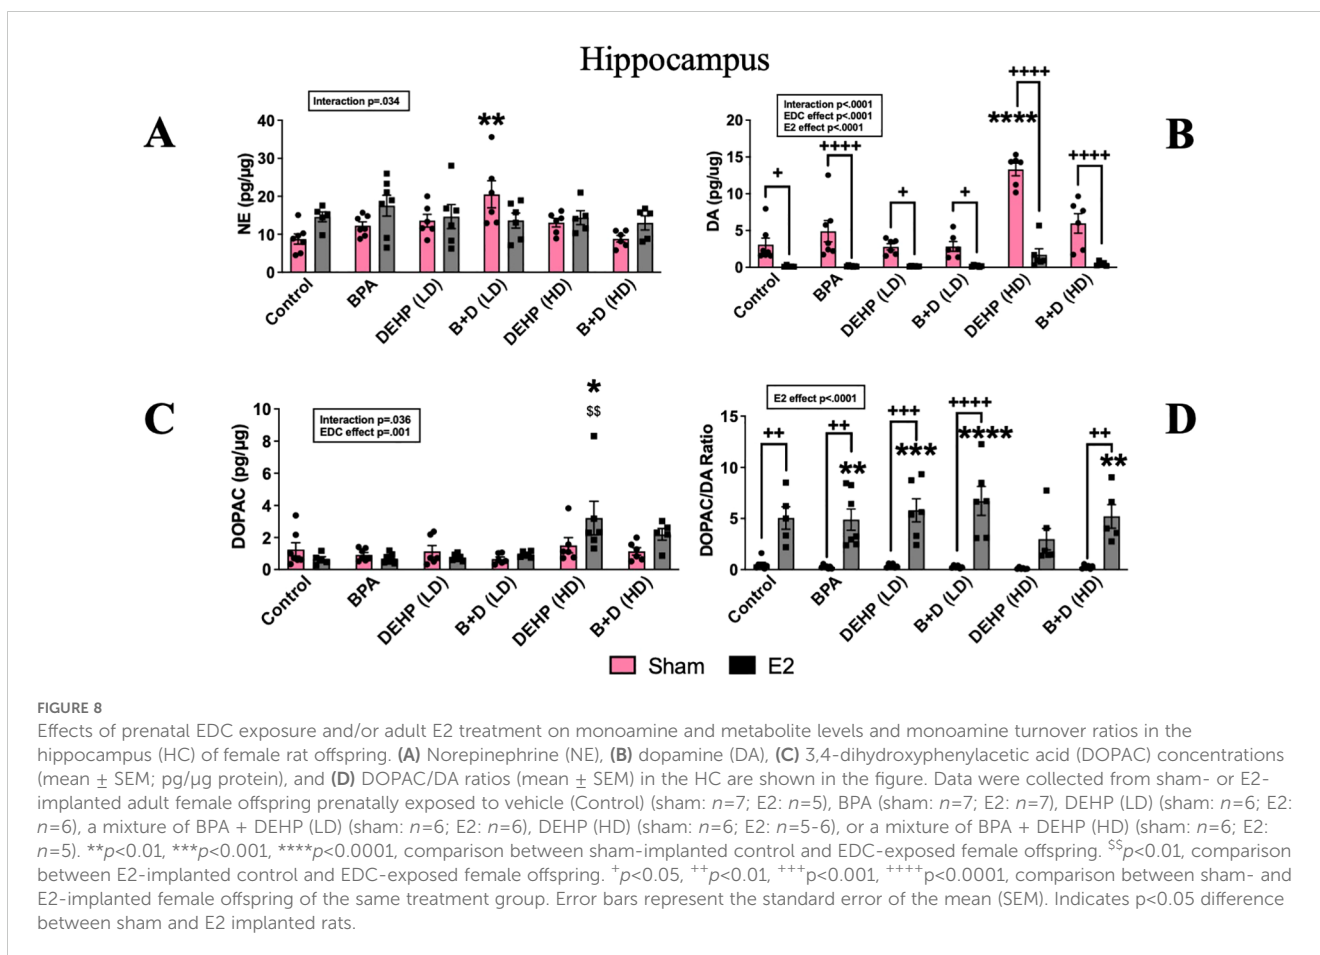 Hippocampus
A
Interaction p=.034
**
NE (pg/µg)
40
30
20
10
0
Control
BPA
DEHP (LD)
B+D (LD)
DEHP (HD)
B+D (HD)
B
Interaction p<.0001
EDC effect p<.0001
E2 effect p<.0001
++++
****
++++
++++
+
+
+
DA (pg/ug)
20
15
10
5
0
Control
BPA
DEHP (LD)
B+D (LD)
DEHP (HD)
B+D (HD)
C
Interaction p=.036
EDC effect p=.001
*
$$
DOPAC (pg/µg)
10
8
6
4
2
0
Control
BPA
DEHP (LD)
B+D (LD)
DEHP (HD)
B+D (HD)
D
E2 effect p<.0001
++
++
+++
++++
++
**
***
****
**
DOPAC/DA Ratio
15
10
5
0
Control
BPA
DEHP (LD)
B+D (LD)
DEHP (HD)
B+D (HD)
Sham
E2
FIGURE 8
Effects of prenatal EDC exposure and/or adult E2 treatment on monoamine and metabolite levels and monoamine turnover ratios in the
hippocampus (HC) of female rat offspring. (A) Norepinephrine (NE), (B) dopamine (DA), (C) 3,4-dihydroxyphenylacetic acid (DOPAC) concentrations
(mean ± SEM; pg/µg protein), and (D) DOPAC/DA ratios (mean ± SEM) in the HC are shown in the figure. Data were collected from sham- or E2-
implanted adult female offspring prenatally exposed to vehicle (Control) (sham: n=7; E2: n=5), BPA (sham: n=7; E2: n=7), DEHP (LD) (sham: n=6; E2:
n=6), a mixture of BPA + DEHP (LD) (sham: n=6; E2: n=6), DEHP (HD) (sham: n=6; E2: n=5-6), or a mixture of BPA + DEHP (HD) (sham: n=6; E2:
n=5). **p<0.01, ***p<0.001, ****p<0.0001, comparison between sham-implanted control and EDC-exposed female offspring. $$p<0.01, comparison
between E2-implanted control and EDC-exposed female offspring. +p<0.05, ++p<0.01, +++p<0.001, ++++p<0.0001, comparison between sham- and
E2-implanted female offspring of the same treatment group. Error bars represent the standard error of the mean (SEM). Indicates p<0.05 difference
between sham and E2 implanted rats.